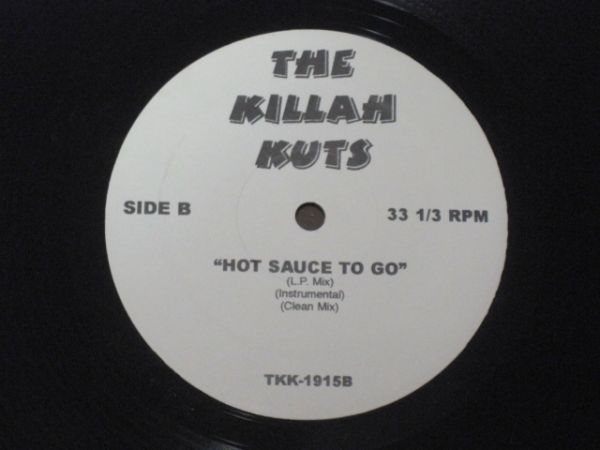 THE
KILLAH
KUTS
SIDE B
33 1/3 RPM
“HOT SAUCE TO GO”
(L.P. Mix)
(Instrumental)
(Clean Mix)
TKK-1915B